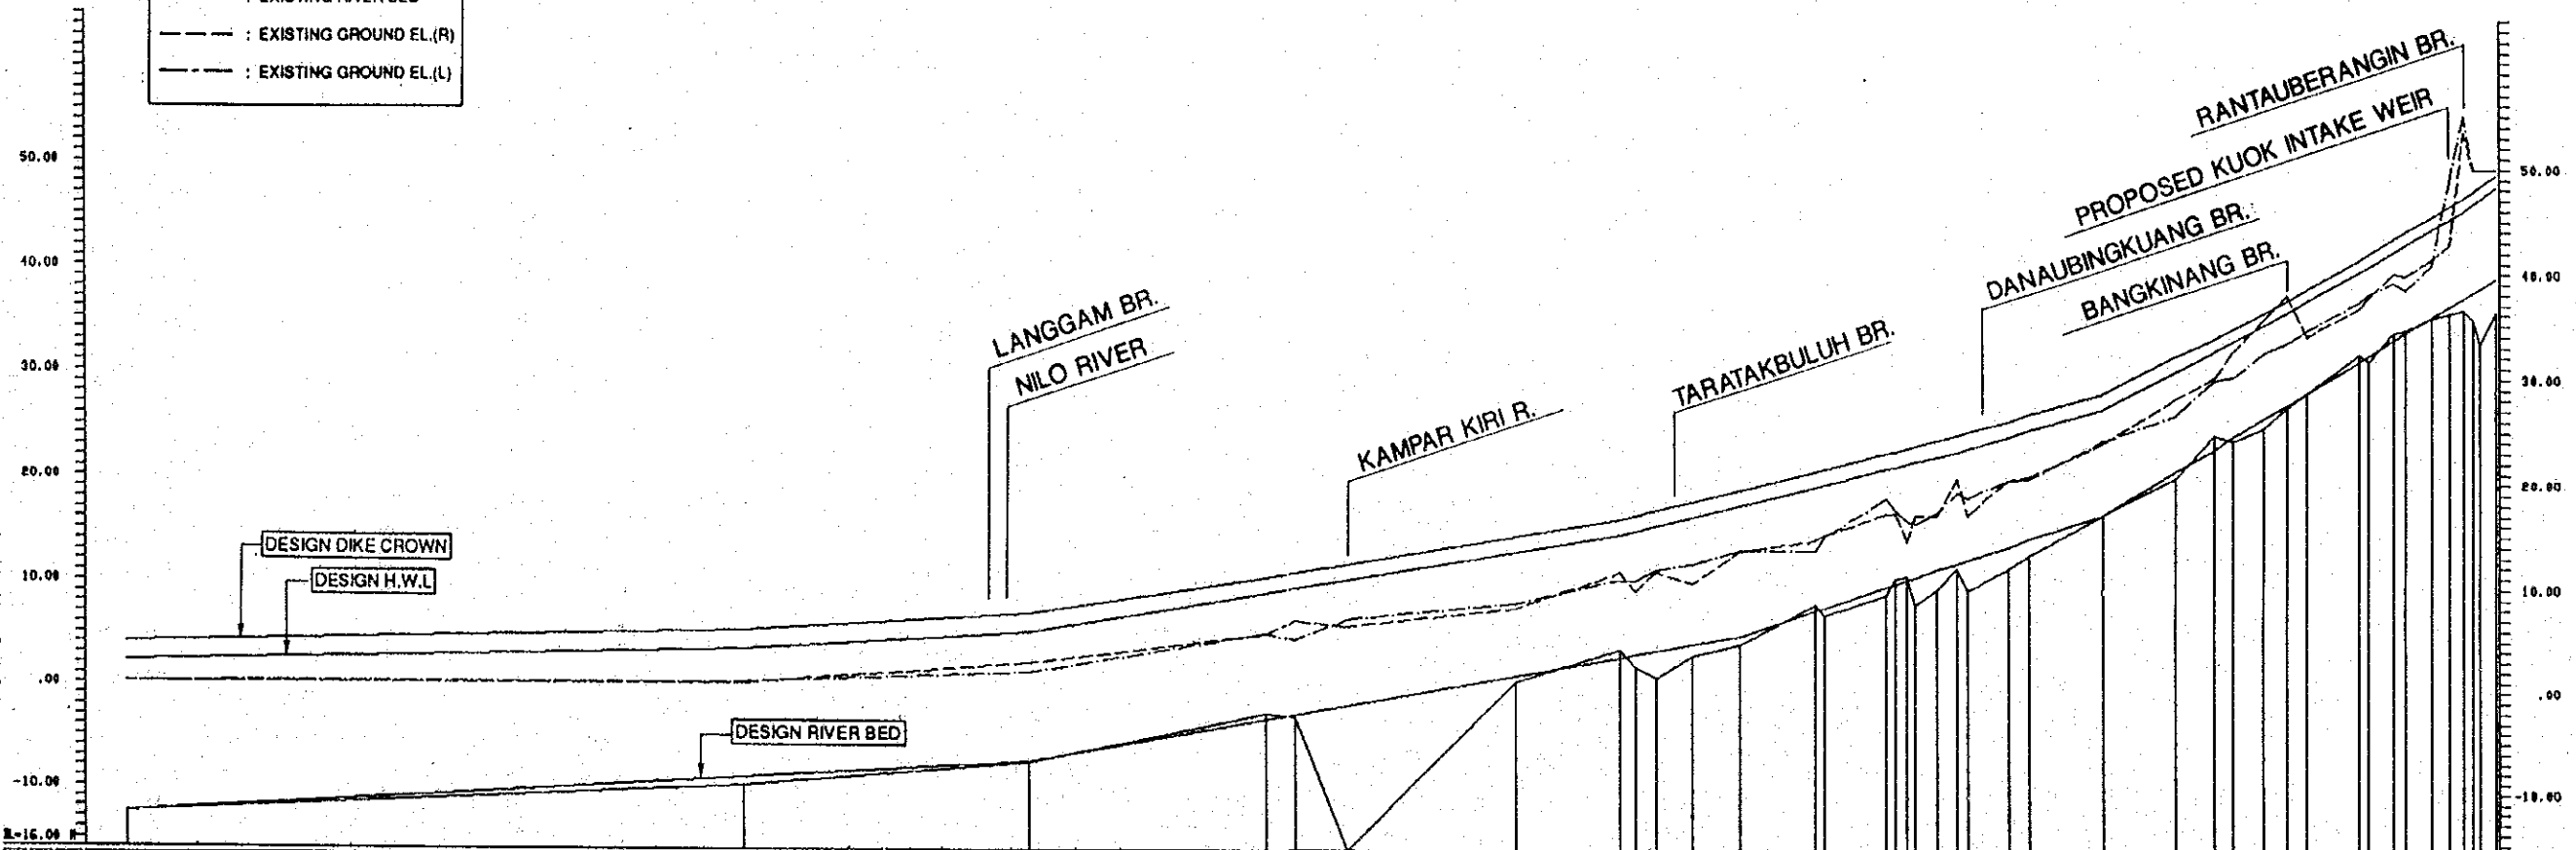 : EXISTING RIVER BED
: EXISTING GROUND EL.(R)
: EXISTING GROUND EL.(L)
RANTAUBERANGIN BR.
PROPOSED KUOK INTAKE WEIR
DANAUBINGKUANG BR.
BANGKINANG BR.
LANGGAM BR.
NILO RIVER
TARATAKBULUH BR.
KAMPAR KIRI R.
DESIGN DIKE CROWN
DESIGN H.W.L
DESIGN RIVER BED
50.00
40.00
30.00
20.00
10.00
.00
-10.00
50.00
40.00
30.00
20.00
10.00
.00
-10.00